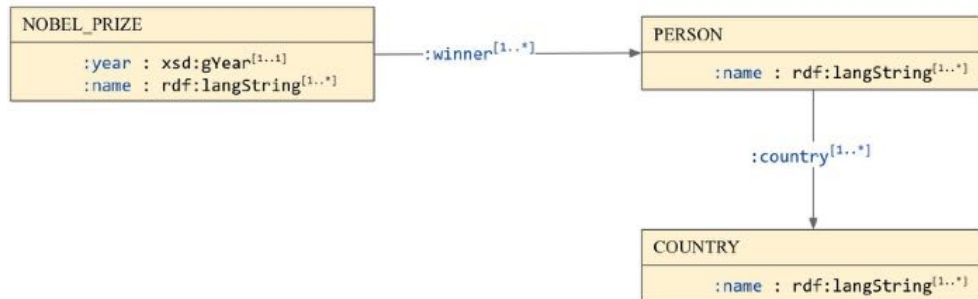 NOBEL_PRIZE
:year : xsd:gYear[1..1]
:name : rdf:langString[1..*]
:winner[1..*]
PERSON
:name : rdf:langString[1..*]
:country[1..*]
COUNTRY
:name : rdf:langString[1..*]